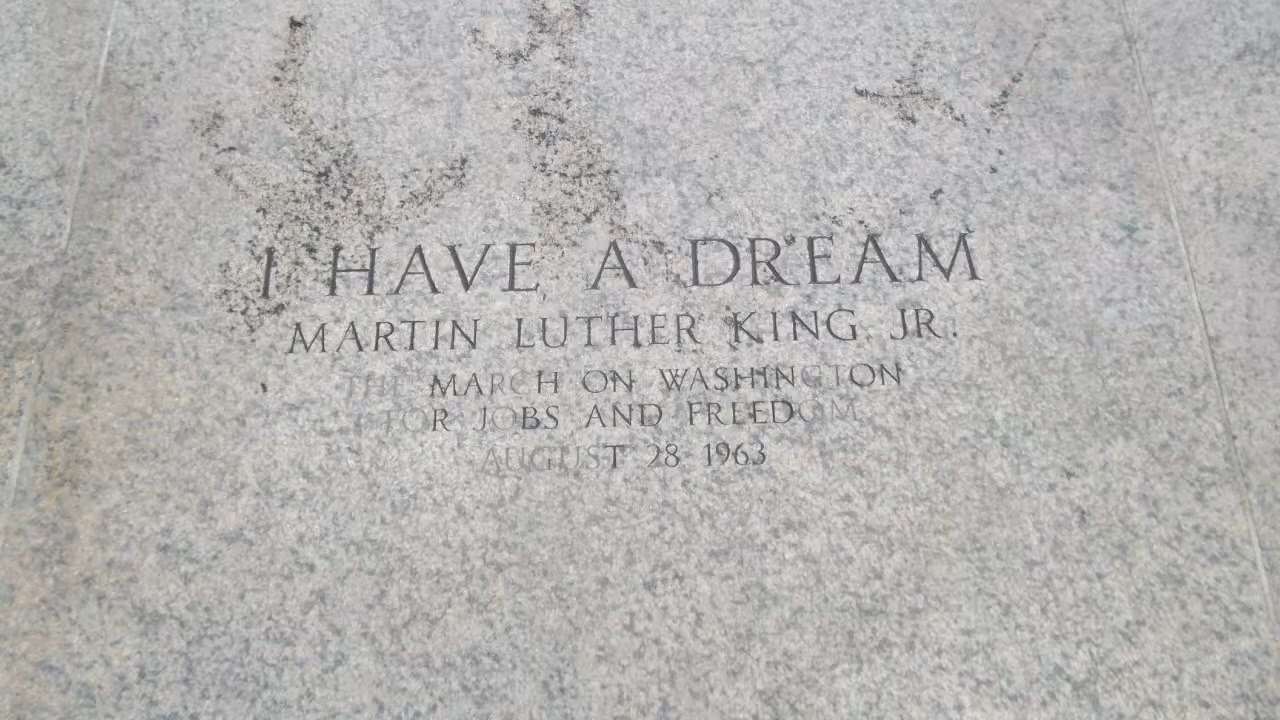 I HAVE A DREAM
MARTIN LUTHER KING JR.
THE MARCH ON WASHINGTON
FOR JOBS AND FREEDOM
AUGUST 28 1963